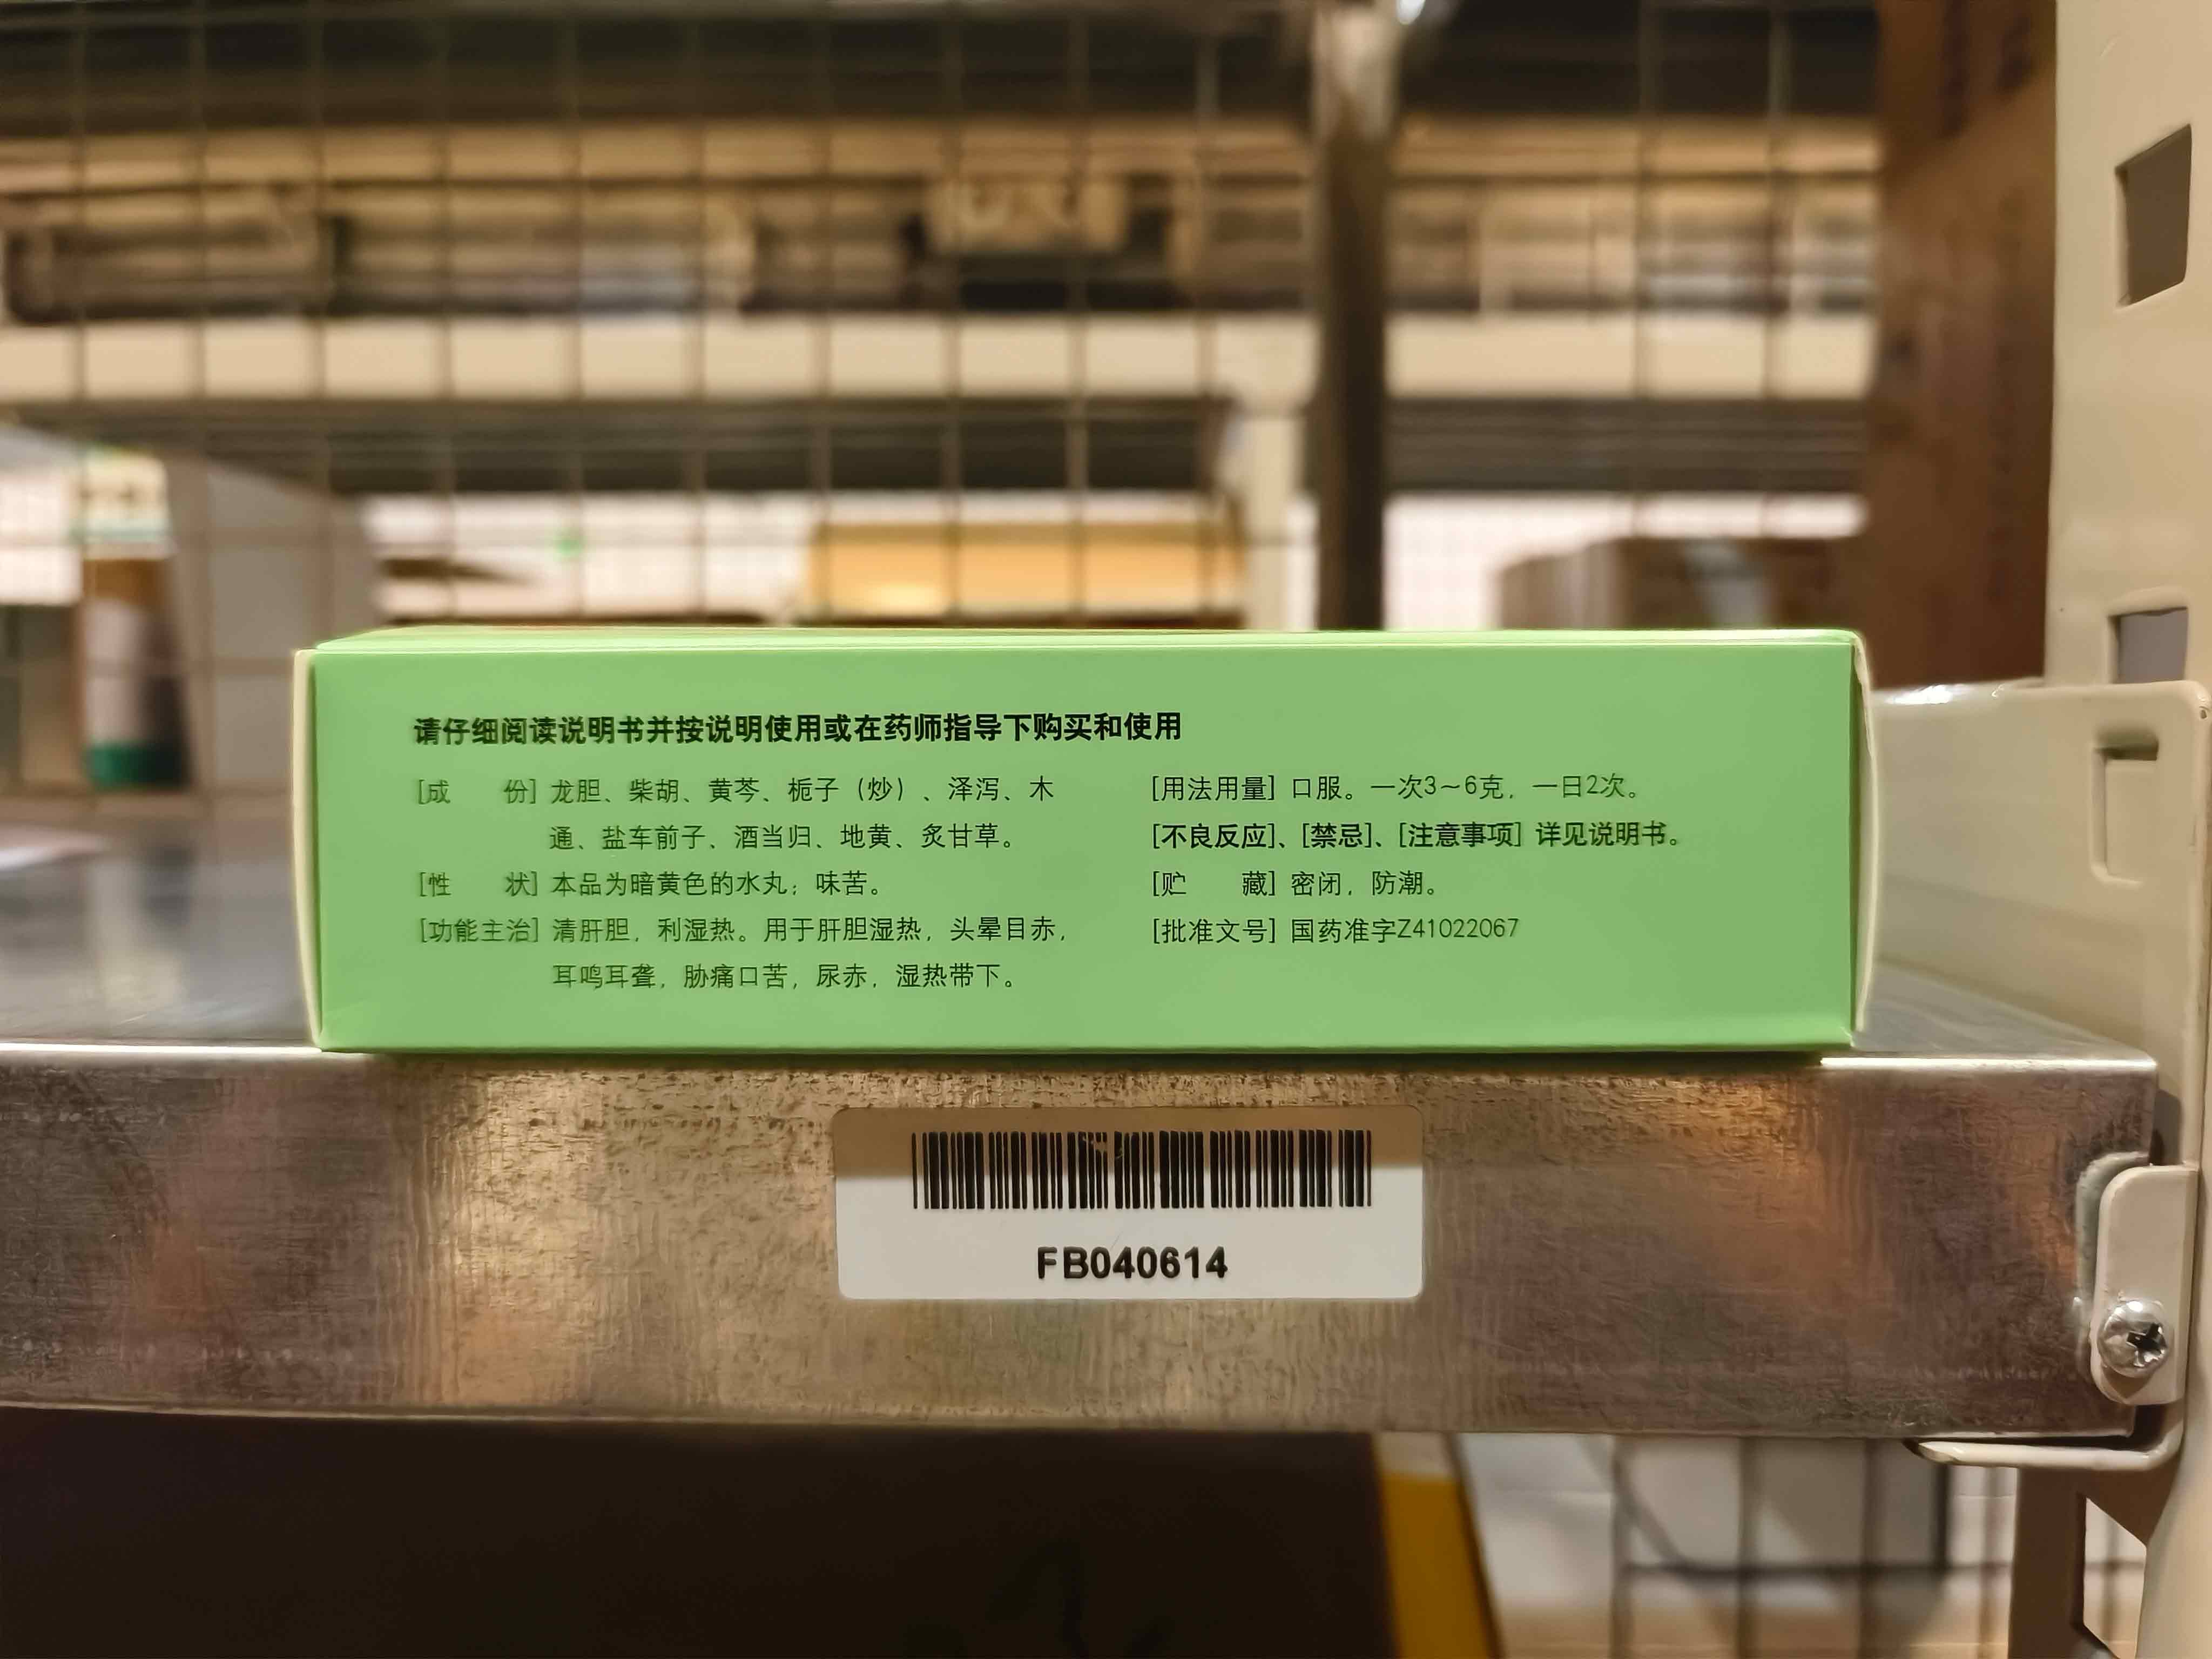 请仔细阅读说明书并按说明使用或在药师指导下购买和使用
[成　　份] 龙胆、柴胡、黄芩、栀子（炒）、泽泻、木
通、盐车前子、酒当归、地黄、炙甘草。
[性　　状] 本品为暗黄色的水丸；味苦。
[功能主治] 清肝胆，利湿热。用于肝胆湿热，头晕目赤，
耳鸣耳聋，胁痛口苦，尿赤，湿热带下。
[用法用量] 口服。一次3～6克，一日2次。
[不良反应]、[禁忌]、[注意事项] 详见说明书。
[贮　　藏] 密闭，防潮。
[批准文号] 国药准字Z41022067
FB040614